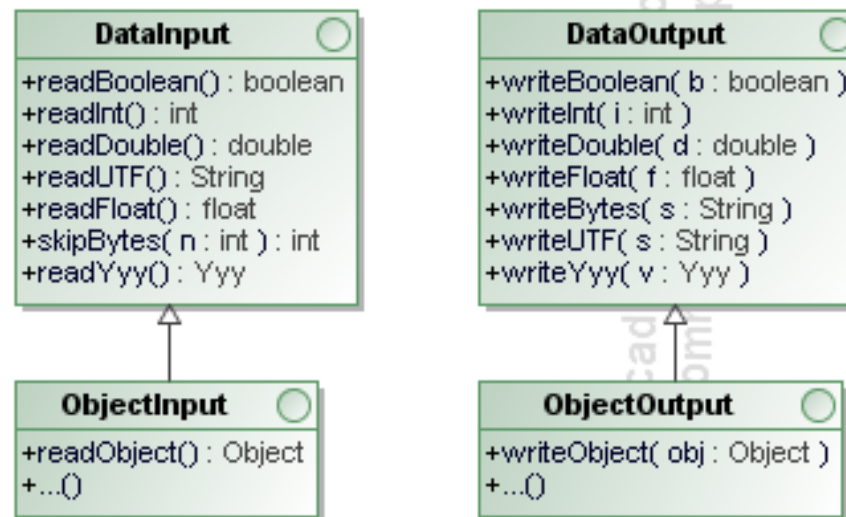 DataInput
+readBoolean() : boolean
+readInt() : int
+readDouble() : double
+readUTF() : String
+readFloat() : float
+skipBytes( n : int ) : int
+readYyy() : Yyy
DataOutput
+writeBoolean( b : boolean )
+writeInt( i : int )
+writeDouble( d : double )
+writeFloat( f : float )
+writeBytes( s : String )
+writeUTF( s : String )
+writeYyy( v : Yyy )
ObjectInput
+readObject() : Object
+...()
ObjectOutput
+writeObject( obj : Object )
+...()